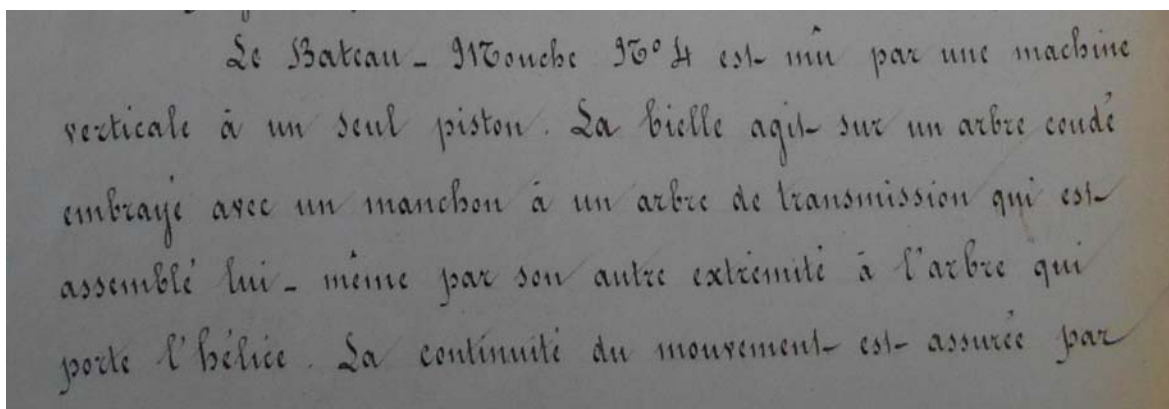 Le Bateau-Mouche N° 4 est mû par une machine
verticale à un seul piston. La bielle agit sur un arbre coudé
embrayé avec un manchon à un arbre de transmission qui est
assemblé lui-même par son autre extrémité à l'arbre qui
porte l'hélice. La continuité du mouvement est assurée par